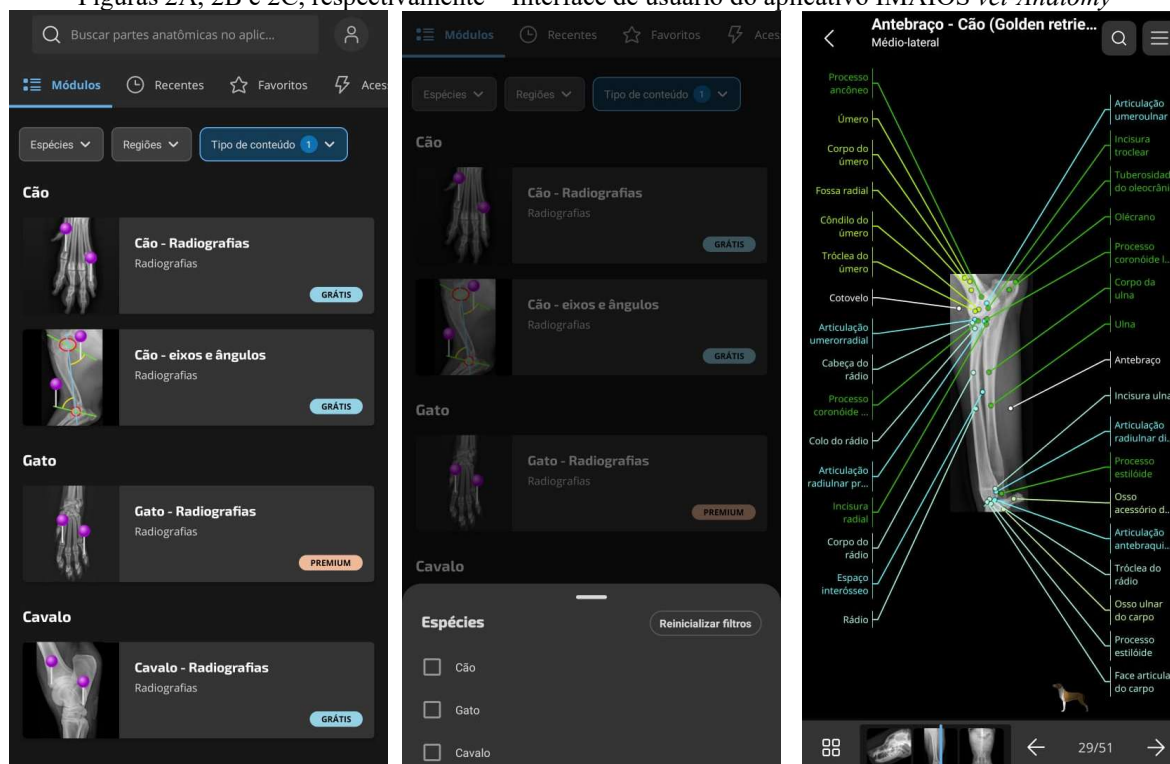 Figuras 2A, 2B e 2C, respectivamente – Interface de usuário do aplicativo IMAIOS vet-Anatomy
Buscar partes anatômicas no aplic...
Módulos
Recentes
Favoritos
Aces
Espécies
Regiões
Tipo de conteúdo 1
Cão
Cão - Radiografias
Radiografias
GRÁTIS
Cão - eixos e ângulos
Radiografias
GRÁTIS
Gato
Gato - Radiografias
Radiografias
PREMIUM
Cavalo
Cavalo - Radiografias
Radiografias
GRÁTIS
Módulos
Recentes
Favoritos
Aces
Espécies
Regiões
Tipo de conteúdo 1
Cão
Cão - Radiografias
Radiografias
GRÁTIS
Cão - eixos e ângulos
Radiografias
GRÁTIS
Gato
Gato - Radiografias
Radiografias
PREMIUM
Cavalo
Espécies
Reinicializar filtros
Cão
Gato
Cavalo
Antebraço - Cão (Golden retrie...
Médio-lateral
Processo
ancôneo
Úmero
Corpo do
úmero
Fossa radial
Côndilo do
úmero
Tróclea do
úmero
Cotovelo
Articulação
umerorradial
Cabeça do
rádio
Processo
coronóide ...
Colo do rádio
Articulação
radiulnar pr...
Incisura
radial
Corpo do
rádio
Espaço
interósseo
Rádio
Articulação
umeroulnar
Incisura
troclear
Tuberosidad
do oleocrâni
Olécrano
Processo
coronóide l...
Corpo da
ulna
Ulna
Antebraço
Incisura ulna
Articulação
radiulnar di...
Processo
estilóide
Osso
acessório d...
Articulação
antebraqui...
Tróclea do
rádio
Osso ulnar
do carpo
Processo
estilóide
Face articula
do carpo
29/51